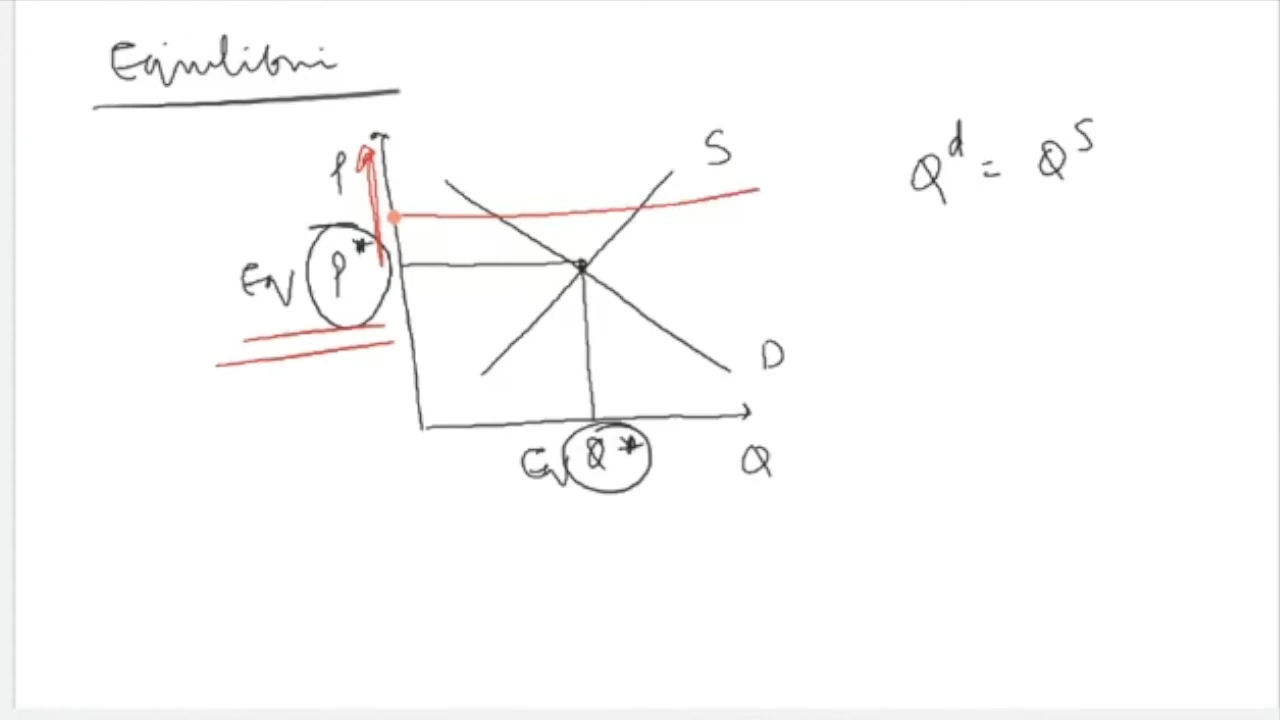 Equilibri
P
S
Q^d = Q^S
Eq P*
D
Eq Q*
Q